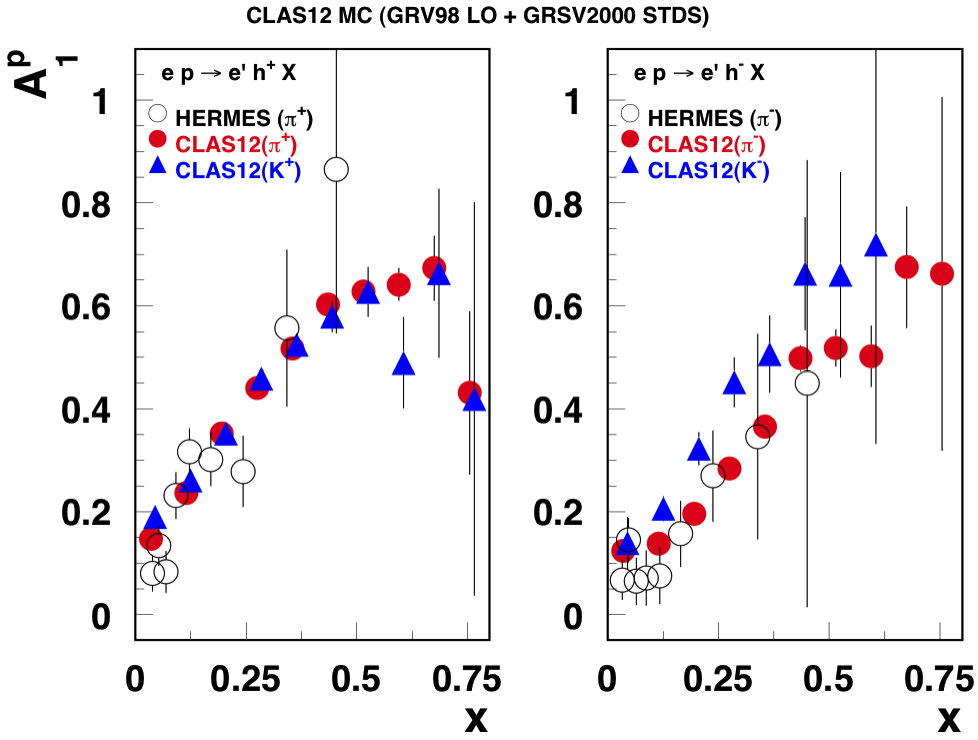 CLAS12 MC (GRV98 LO + GRSV2000 STDS)
A₁ᵖ
e p → e' h⁺ X
HERMES (π⁺)
CLAS12(π⁺)
CLAS12(K⁺)
1
0.8
0.6
0.4
0.2
0
0 0.25 0.5 0.75
x
e p → e' h⁻ X
HERMES (π⁻)
CLAS12(π⁻)
CLAS12(K⁻)
1
0.8
0.6
0.4
0.2
0
0 0.25 0.5 0.75
x